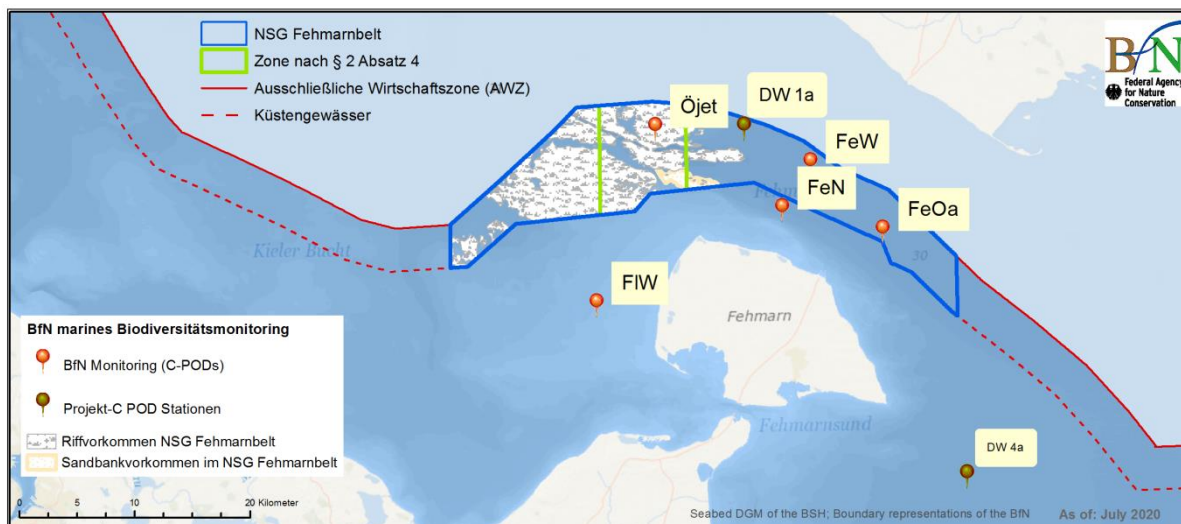 NSG Fehmarnbelt
Zone nach § 2 Absatz 4
Ausschließliche Wirtschaftszone (AWZ)
Küstengewässer
BfN
Federal Agency
for Nature
Conservation
Öjet
DW 1a
FeW
FeN
FeOa
Kieler Bucht
30
FlW
Fehmarn
Fehmarnsund
DW 4a
BfN marines Biodiversitätsmonitoring
BfN Monitoring (C-PODs)
Projekt-C POD Stationen
Riffvorkommen NSG Fehmarnbelt
Sandbankvorkommen im NSG Fehmarnbelt
0 5 10 20 Kilometer
Seabed DGM of the BSH; Boundary representations of the BfN As of: July 2020